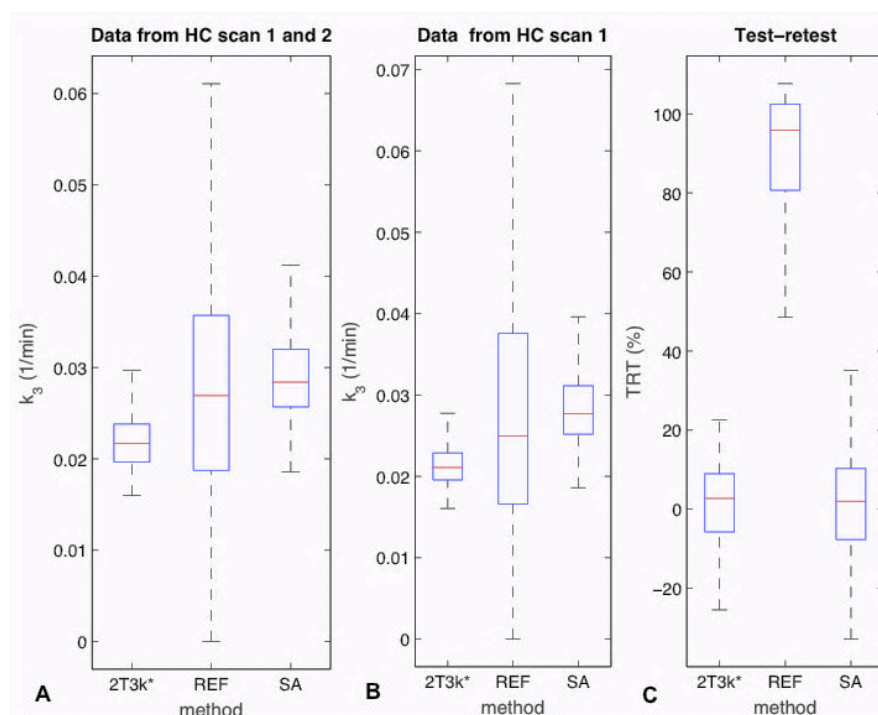 Data from HC scan 1 and 2
0.06
0.05
0.04
0.03
0.02
0.01
0
k3 (1/min)
2T3k* REF SA
method
A
Data from HC scan 1
0.07
0.06
0.05
0.04
0.03
0.02
0.01
0
k3 (1/min)
2T3k* REF SA
method
B
Test–retest
100
80
60
40
20
0
−20
TRT (%)
2T3k* REF SA
method
C